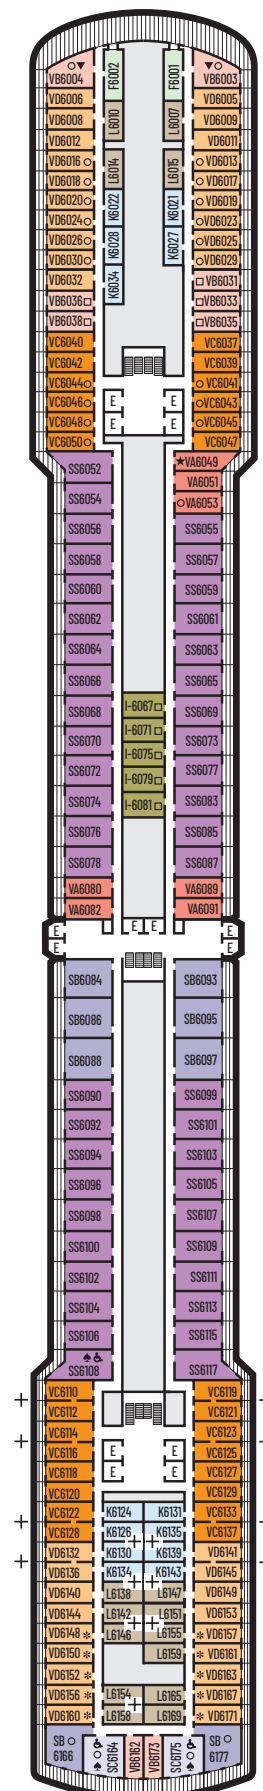 VB6004 F6002 F6001 VB6003
VD6006 VD6005
VD6008 L6010 L6007 VD6009
VD6012 VD6011
VD6016 L6014 L6015 VD6013
VD6018 VD6017
VD6020 K6022 K6021 VD6019
VD6024 VD6023
VD6026 K6028 K6027 VD6025
VD6030 VD6029
VD6032 K6034 VB6031
VB6036 VB6033
VB6038 VB6035
VC6040 VC6037
VC6042 VC6039
VC6044 VC6041
VC6046 E E VC6043
VC6048 E E VC6045
VC6050 VC6047
SS6052 VA6049
VA6051
SS6054 VA6053
SS6056 SS6055
SS6058 SS6057
SS6060 SS6059
SS6062 SS6061
SS6064 SS6063
SS6066 SS6065
SS6068 I-6067 SS6069
SS6070 I-6071 SS6073
SS6072 I-6075 SS6077
I-6079
SS6074 I-6081 SS6083
SS6076 SS6085
SS6078 SS6087
VA6080 VA6089
VA6082 VA6091
E E E E
E E
SB6084 SB6093
SB6086 SB6095
SB6088 SB6097
SS6090 SS6099
SS6092 SS6101
SS6094 SS6103
SS6096 SS6105
SS6098 SS6107
SS6100 SS6109
SS6102 SS6111
SS6104 SS6113
SS6106 SS6115
SS6108 SS6117
VC6110 VC6119
VC6112 VC6121
VC6114 VC6123
VC6116 E E VC6125
VC6118 E E VC6127
VC6120 VC6129
VC6122 K6124 K6131 VC6133
VC6128 K6126 K6135 VC6137
VD6132 K6130 K6139 VD6141
VD6136 K6134 K6143 VD6145
VD6140 L6138 L6147 VD6149
VD6144 L6142 L6151 VD6153
VD6148 L6146 L6155 VD6157
VD6150 L6159 VD6161
VD6152 VD6163
VD6156 L6154 L6165 VD6167
VD6160 L6158 L6169 VD6171
SB 6166 SC6164 VB6162 VB6173 SC6175 SB 6177